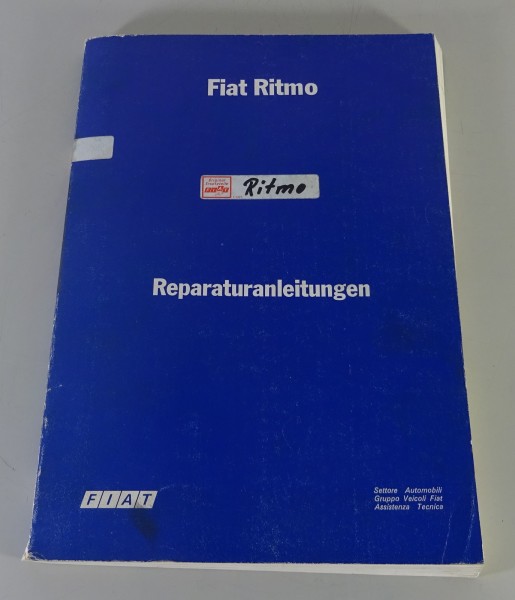 Fiat Ritmo
Ritmo
Reparaturanleitungen
FIAT
Settore Automobili
Gruppo Veicoli Fiat
Assistenza Tecnica